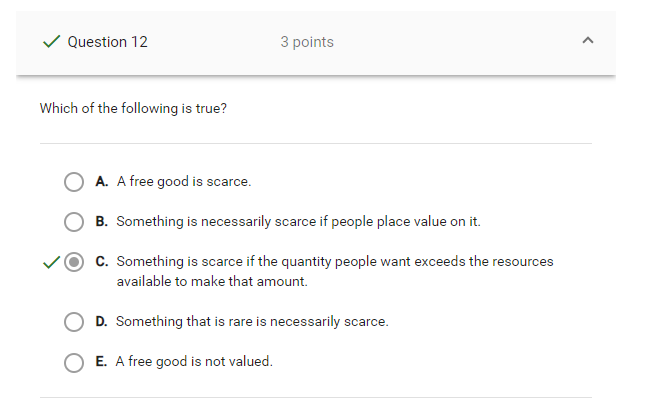 Question 12 3 points
Which of the following is true?
A. A free good is scarce.
B. Something is necessarily scarce if people place value on it.
C. Something is scarce if the quantity people want exceeds the resources
available to make that amount.
D. Something that is rare is necessarily scarce.
E. A free good is not valued.